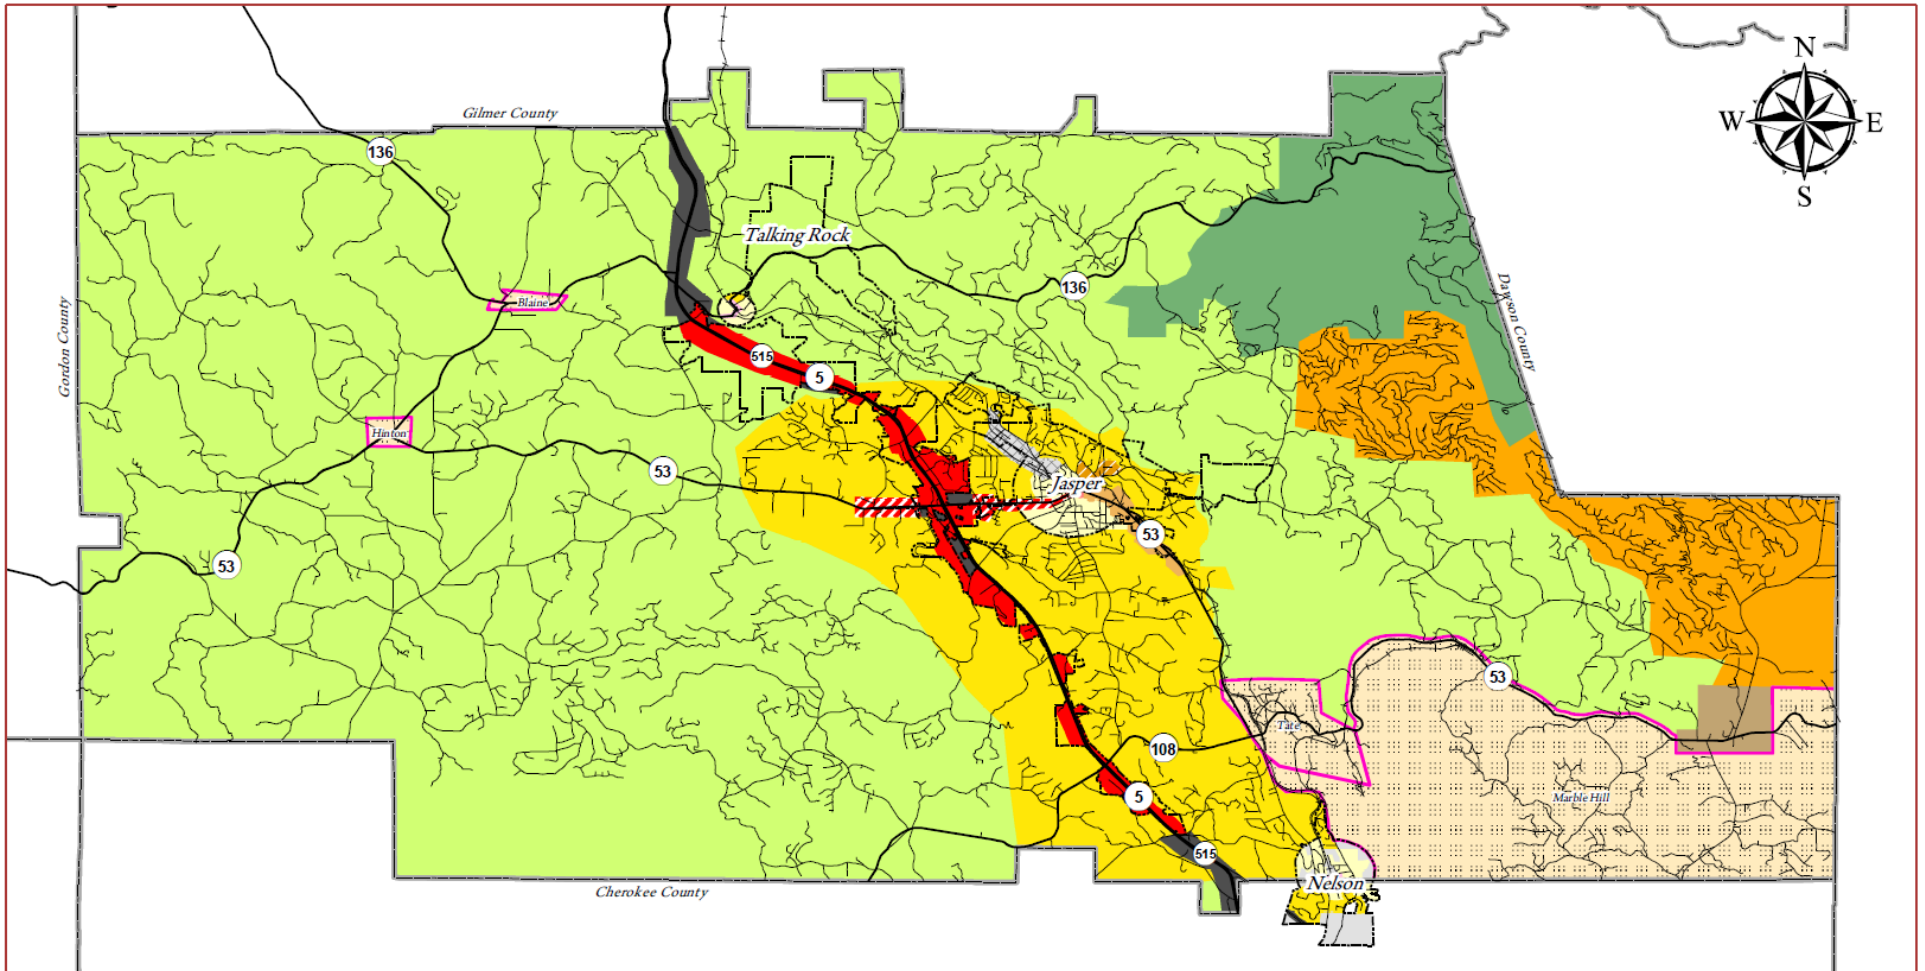 N
W
E
S
Gilmer County
136
Talking Rock
136
Dawson County
Blaine
Gordon County
515
5
Hinton
53
Jasper
53
53
53
Tate
108
5
Marble Hill
515
Nelson
Cherokee County